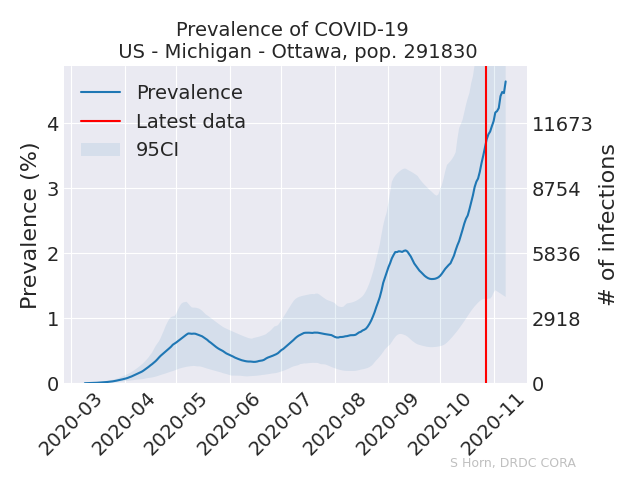 Prevalence of COVID-19
US - Michigan - Ottawa, pop. 291830
Prevalence
Latest data
95CI
Prevalence (%)
4
3
2
1
0
# of infections
11673
8754
5836
2918
0
2020-03
2020-04
2020-05
2020-06
2020-07
2020-08
2020-09
2020-10
2020-11
S Horn, DRDC CORA